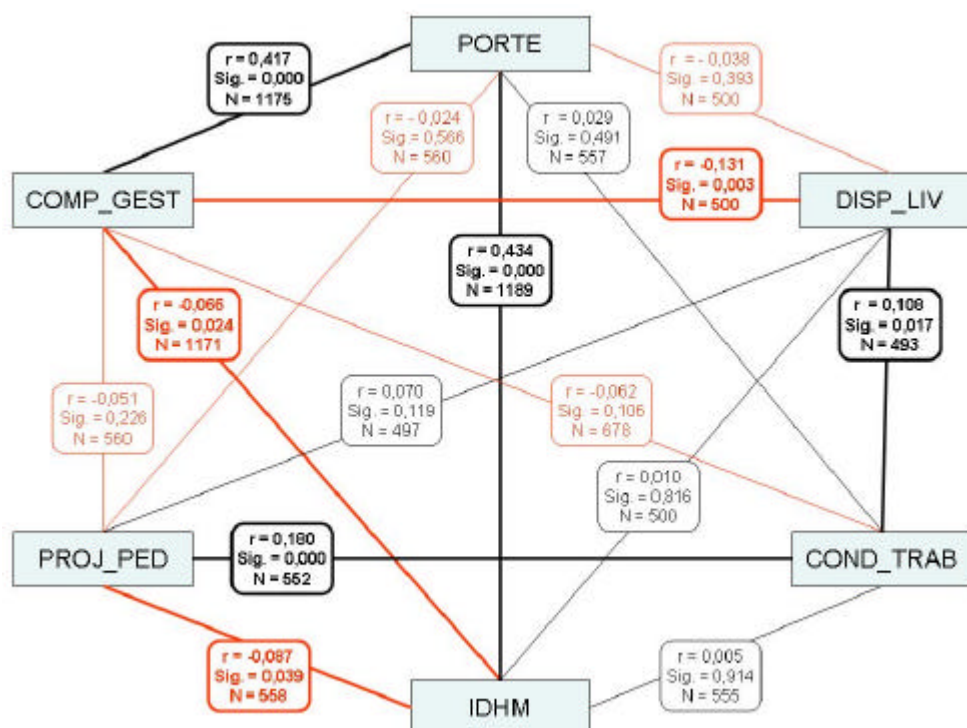 PORTE
r = 0,417
Sig. = 0,000
N = 1175
r = - 0,038
Sig. = 0,393
N = 500
r = - 0,024
Sig. = 0,566
N = 560
r = 0,029
Sig. = 0,491
N = 557
COMP_GEST
r = -0,131
Sig. = 0,003
N = 500
DISP_LIV
r = 0,434
Sig. = 0,000
N = 1189
r = -0,066
Sig. = 0,024
N = 1171
r = 0,108
Sig. = 0,017
N = 493
r = -0,051
Sig. = 0,226
N = 560
r = 0,070
Sig. = 0,119
N = 497
r = -0,062
Sig. = 0,106
N = 678
r = 0,010
Sig. = 0,816
N = 500
PROJ_PED
r = 0,180
Sig. = 0,000
N = 552
COND_TRAB
r = -0,087
Sig. = 0,039
N = 558
r = 0,005
Sig. = 0,914
N = 555
IDHM